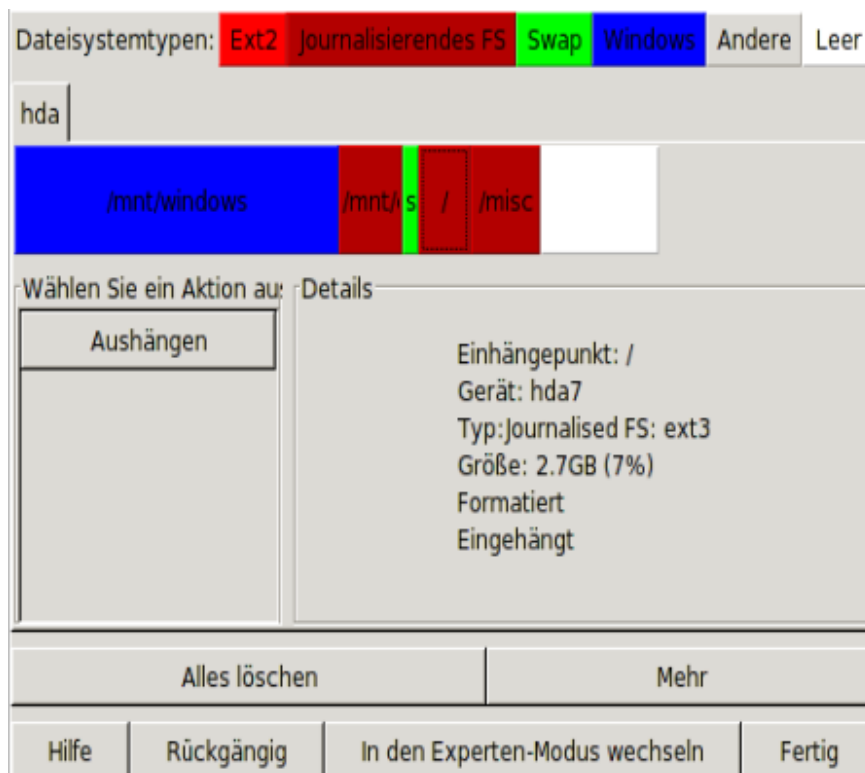 Dateisystemtypen: Ext2 Journalisierendes FS Swap Windows Andere Leer
hda
/mnt/windows /mnt/ s / /misc
Wählen Sie ein Aktion aus Details
Aushängen
Einhängepunkt: /
Gerät: hda7
Typ:Journalised FS: ext3
Größe: 2.7GB (7%)
Formatiert
Eingehängt
Alles löschen Mehr
Hilfe Rückgängig In den Experten-Modus wechseln Fertig